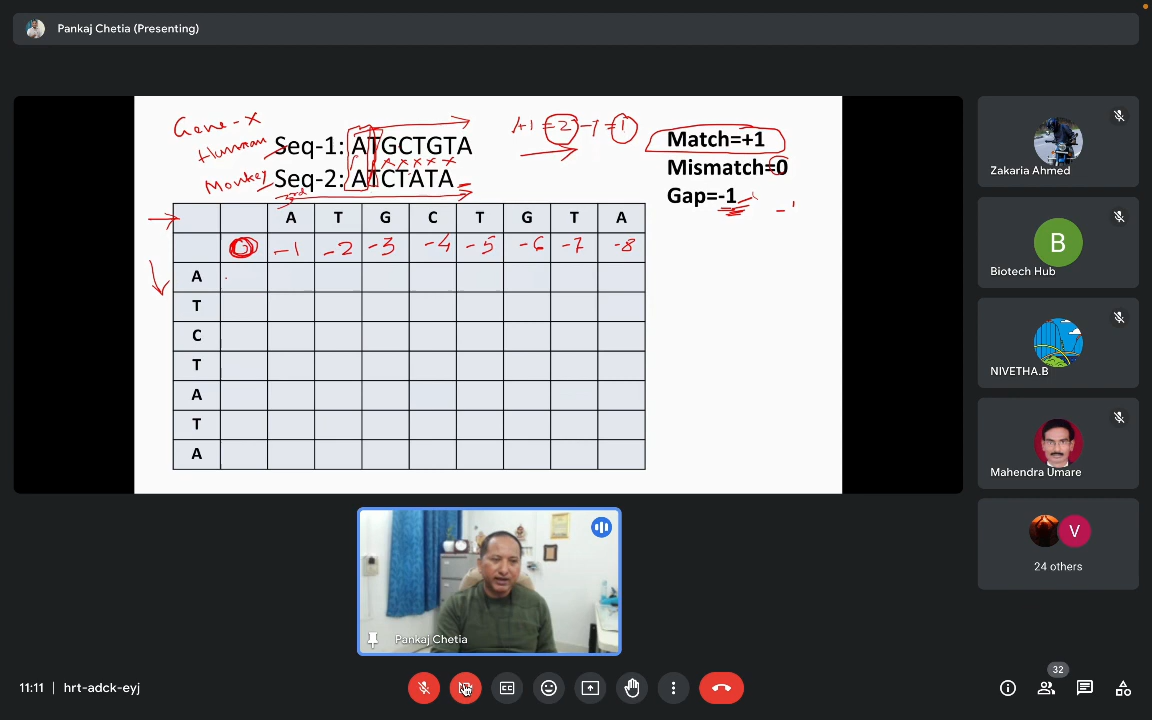 Pankaj Chetia (Presenting)
Gene-X
Human
Seq-1: ATGCTGTA
Monkey
Seq-2: ATCTATA
+1 = 2 - 1 = 1
Match=+1
Mismatch=0
Gap=-1
A T G C T G T A
0 -1 -2 -3 -4 -5 -6 -7 -8
A
T
C
T
A
T
A
Zakaria Ahmed
B
Biotech Hub
NIVETHA.B
Mahendra Umare
V
24 others
Pankaj Chetia
11:11 | hrt-adck-eyj
CC
32